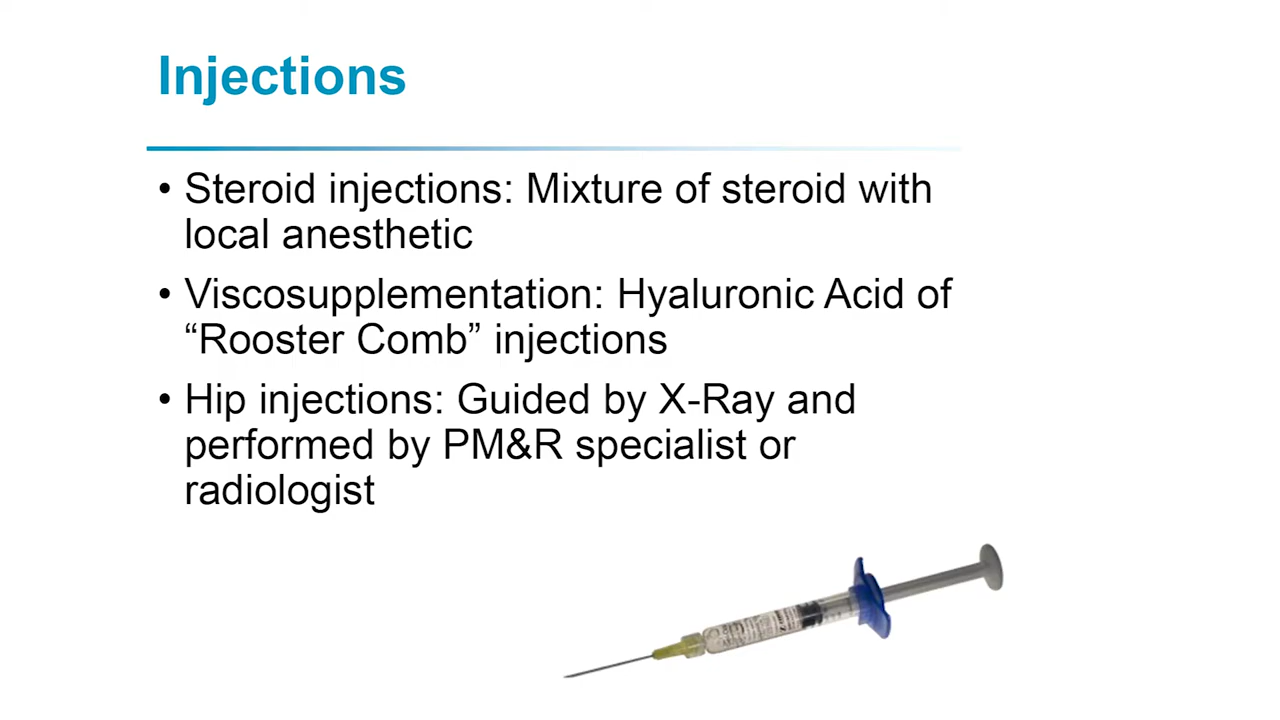 Injections
• Steroid injections: Mixture of steroid with
local anesthetic
• Viscosupplementation: Hyaluronic Acid of
“Rooster Comb” injections
• Hip injections: Guided by X-Ray and
performed by PM&R specialist or
radiologist